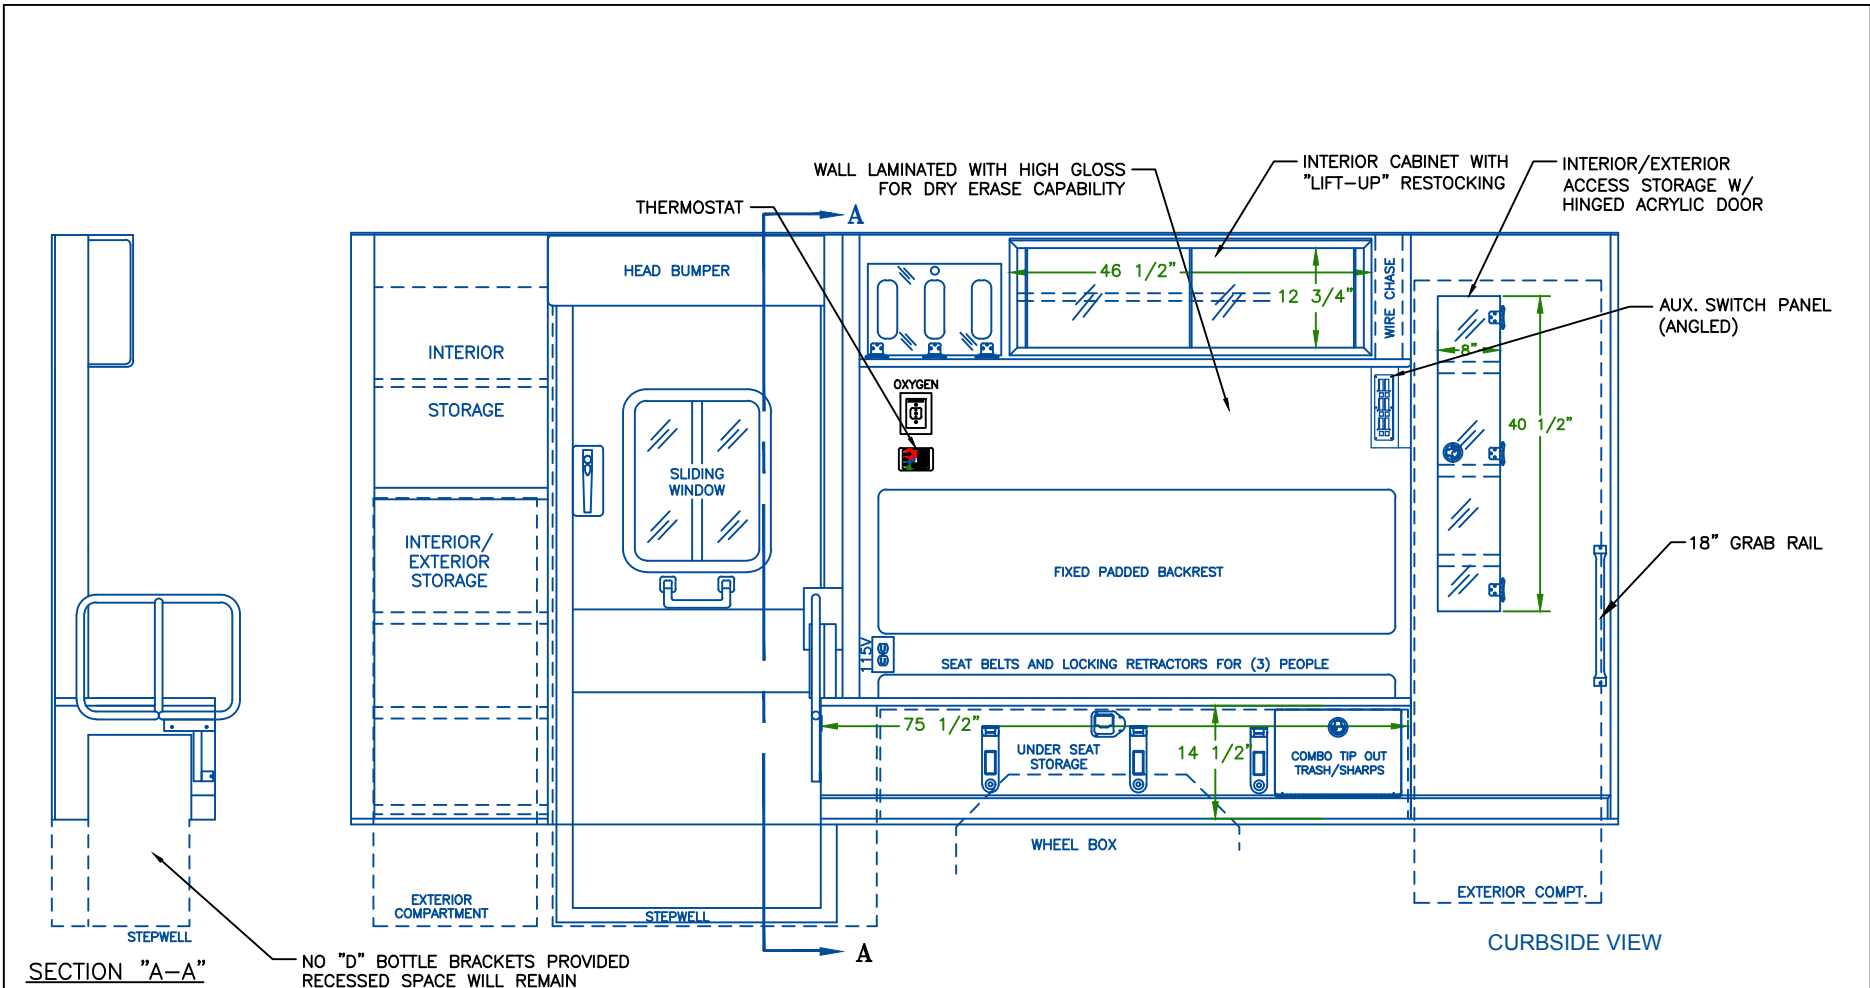 WALL LAMINATED WITH HIGH GLOSS
FOR DRY ERASE CAPABILITY
INTERIOR CABINET WITH
"LIFT-UP" RESTOCKING
INTERIOR/EXTERIOR
ACCESS STORAGE W/
HINGED ACRYLIC DOOR
THERMOSTAT
A
HEAD BUMPER
46 1/2"
12 3/4"
WIRE CHASE
AUX. SWITCH PANEL
(ANGLED)
INTERIOR
STORAGE
8"
OXYGEN
40 1/2"
SLIDING
WINDOW
INTERIOR/
EXTERIOR
STORAGE
18" GRAB RAIL
FIXED PADDED BACKREST
115V
SEAT BELTS AND LOCKING RETRACTORS FOR (3) PEOPLE
75 1/2"
14 1/2"
UNDER SEAT
STORAGE
COMBO TIP OUT
TRASH/SHARPS
WHEEL BOX
EXTERIOR
COMPARTMENT
STEPWELL
EXTERIOR COMPT.
STEPWELL
A
CURBSIDE VIEW
SECTION "A-A"
NO "D" BOTTLE BRACKETS PROVIDED
RECESSED SPACE WILL REMAIN